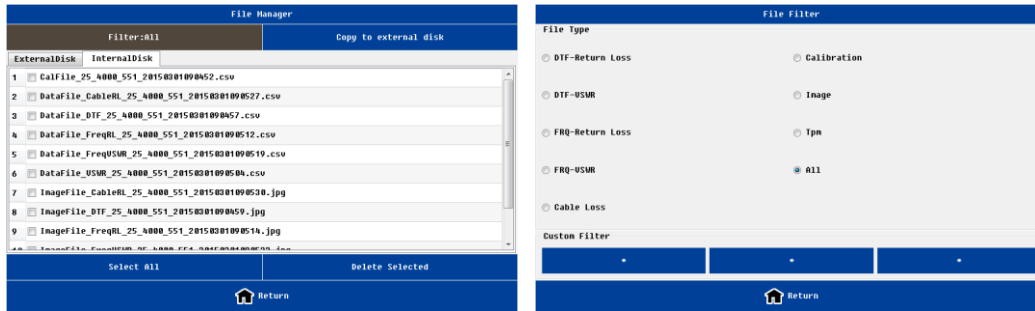 File Manager
Filter:All
Copy to external disk
ExternalDisk
InternalDisk
1 CalFile_25_4000_551_20150301090452.csv
2 DataFile_CableRL_25_4000_551_20150301090527.csv
3 DataFile_DTF_25_4000_551_20150301090457.csv
4 DataFile_FreqRL_25_4000_551_20150301090512.csv
5 DataFile_FreqVSWR_25_4000_551_20150301090519.csv
6 DataFile_VSWR_25_4000_551_20150301090504.csv
7 ImageFile_CableRL_25_4000_551_20150301090530.jpg
8 ImageFile_DTF_25_4000_551_20150301090459.jpg
9 ImageFile_FreqRL_25_4000_551_20150301090514.jpg
Select All
Delete Selected
Return
File Filter
File Type
DTF-Return Loss
Calibration
DTF-VSWR
Image
FRQ-Return Loss
Tpm
FRQ-VSWR
All
Cable Loss
Custom Filter
* * *
Return